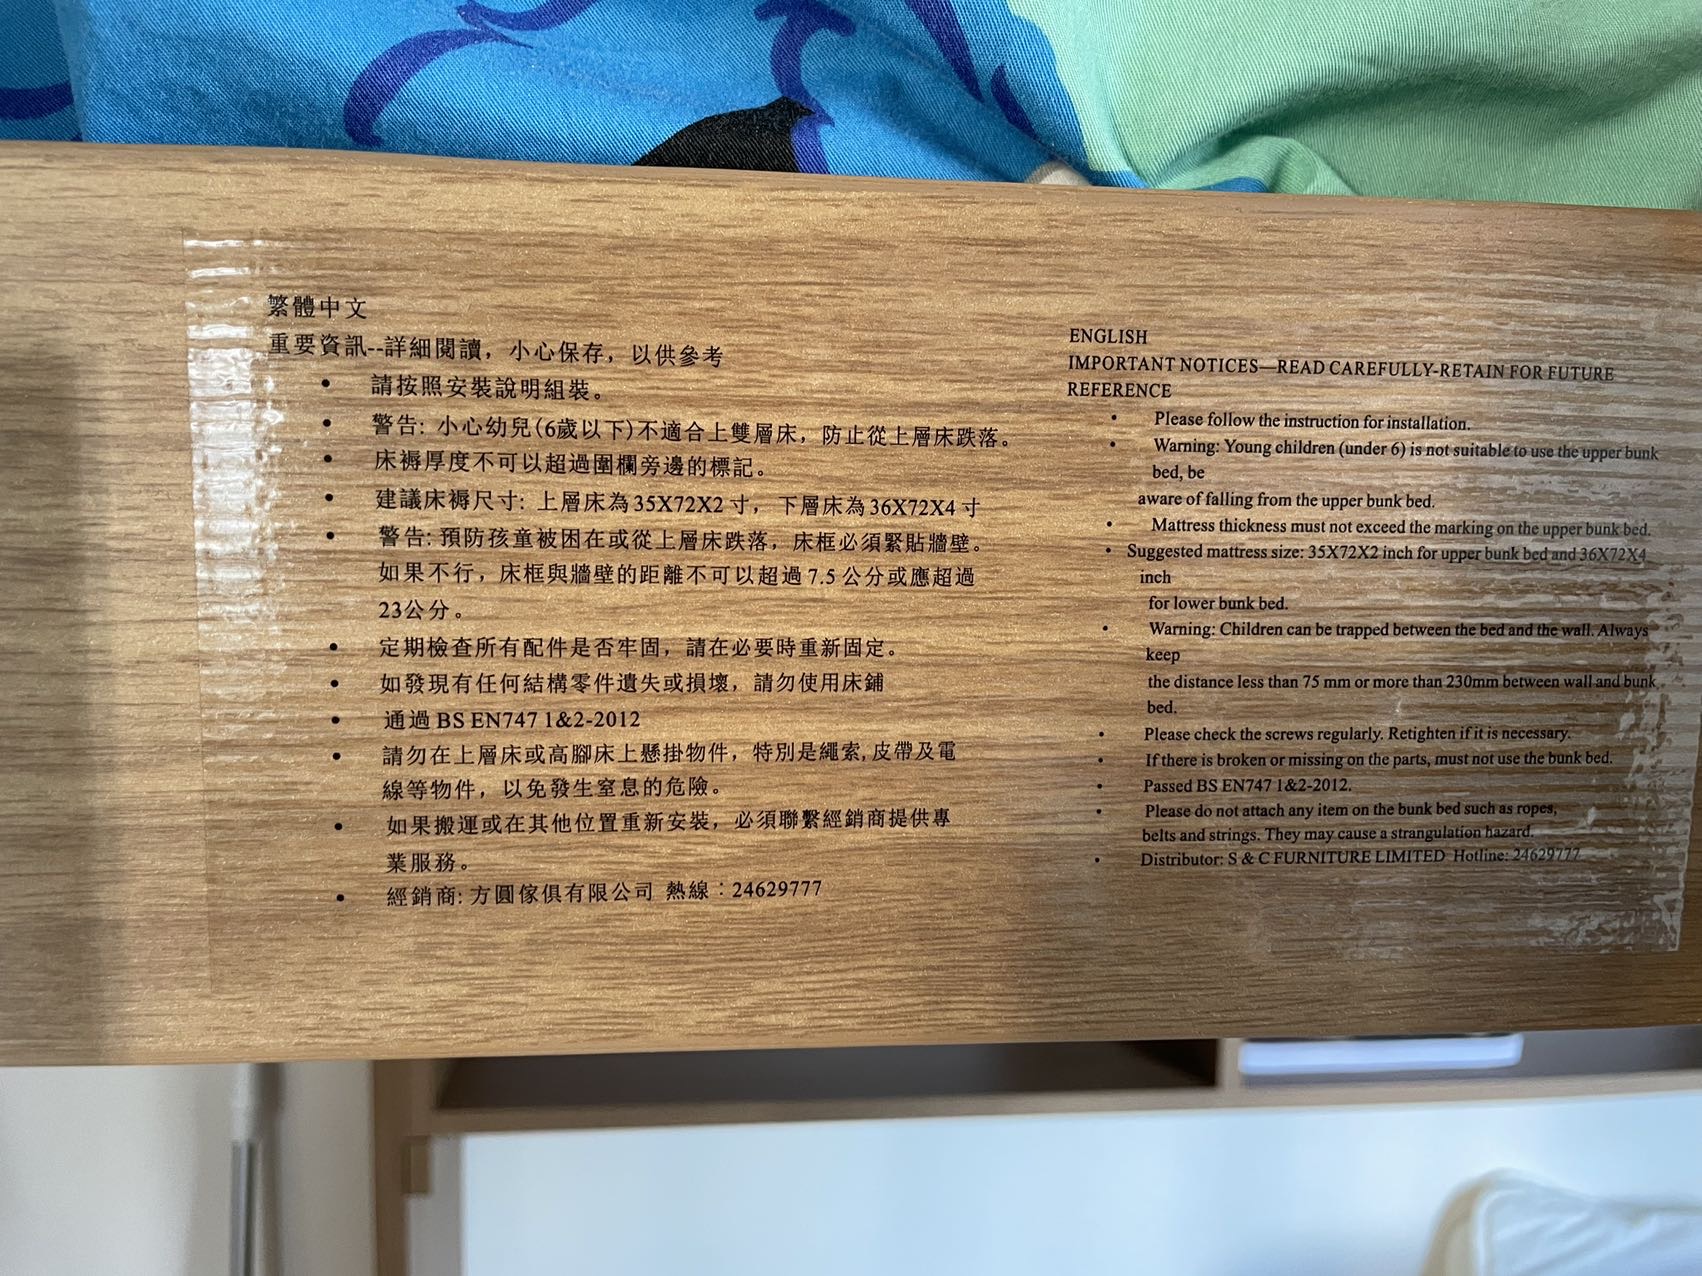 繁體中文
重要資訊--詳細閱讀，小心保存，以供參考
• 請按照安裝說明組裝。
• 警告: 小心幼兒(6歲以下)不適合上雙層床，防止從上層床跌落。
• 床褥厚度不可以超過圍欄旁邊的標記。
• 建議床褥尺寸: 上層床為35X72X2寸， 下層床為36X72X4寸
• 警告: 預防孩童被困在或從上層床跌落，床框必須緊貼牆壁。
如果不行，床框與牆壁的距離不可以超過7.5公分或應超過
23公分。
• 定期檢查所有配件是否牢固，請在必要時重新固定。
• 如發現有任何結構零件遺失或損壞，請勿使用床鋪
• 通過 BS EN747 1&2-2012
• 請勿在上層床或高腳床上懸掛物件，特別是繩索,皮帶及電
線等物件，以免發生窒息的危險。
• 如果搬運或在其他位置重新安裝，必須聯繫經銷商提供專
業服務。
• 經銷商: 方圓傢俱有限公司 熱線：24629777
ENGLISH
IMPORTANT NOTICES—READ CAREFULLY-RETAIN FOR FUTURE
REFERENCE
• Please follow the instruction for installation.
• Warning: Young children (under 6) is not suitable to use the upper bunk
bed, be
aware of falling from the upper bunk bed.
• Mattress thickness must not exceed the marking on the upper bunk bed.
• Suggested mattress size: 35X72X2 inch for upper bunk bed and 36X72X4
inch
for lower bunk bed.
• Warning: Children can be trapped between the bed and the wall. Always
keep
the distance less than 75 mm or more than 230mm between wall and bunk
bed.
• Please check the screws regularly. Retighten if it is necessary.
• If there is broken or missing on the parts, must not use the bunk bed.
• Passed BS EN747 1&2-2012.
• Please do not attach any item on the bunk bed such as ropes,
belts and strings. They may cause a strangulation hazard.
• Distributor: S & C FURNITURE LIMITED Hotline: 24629777